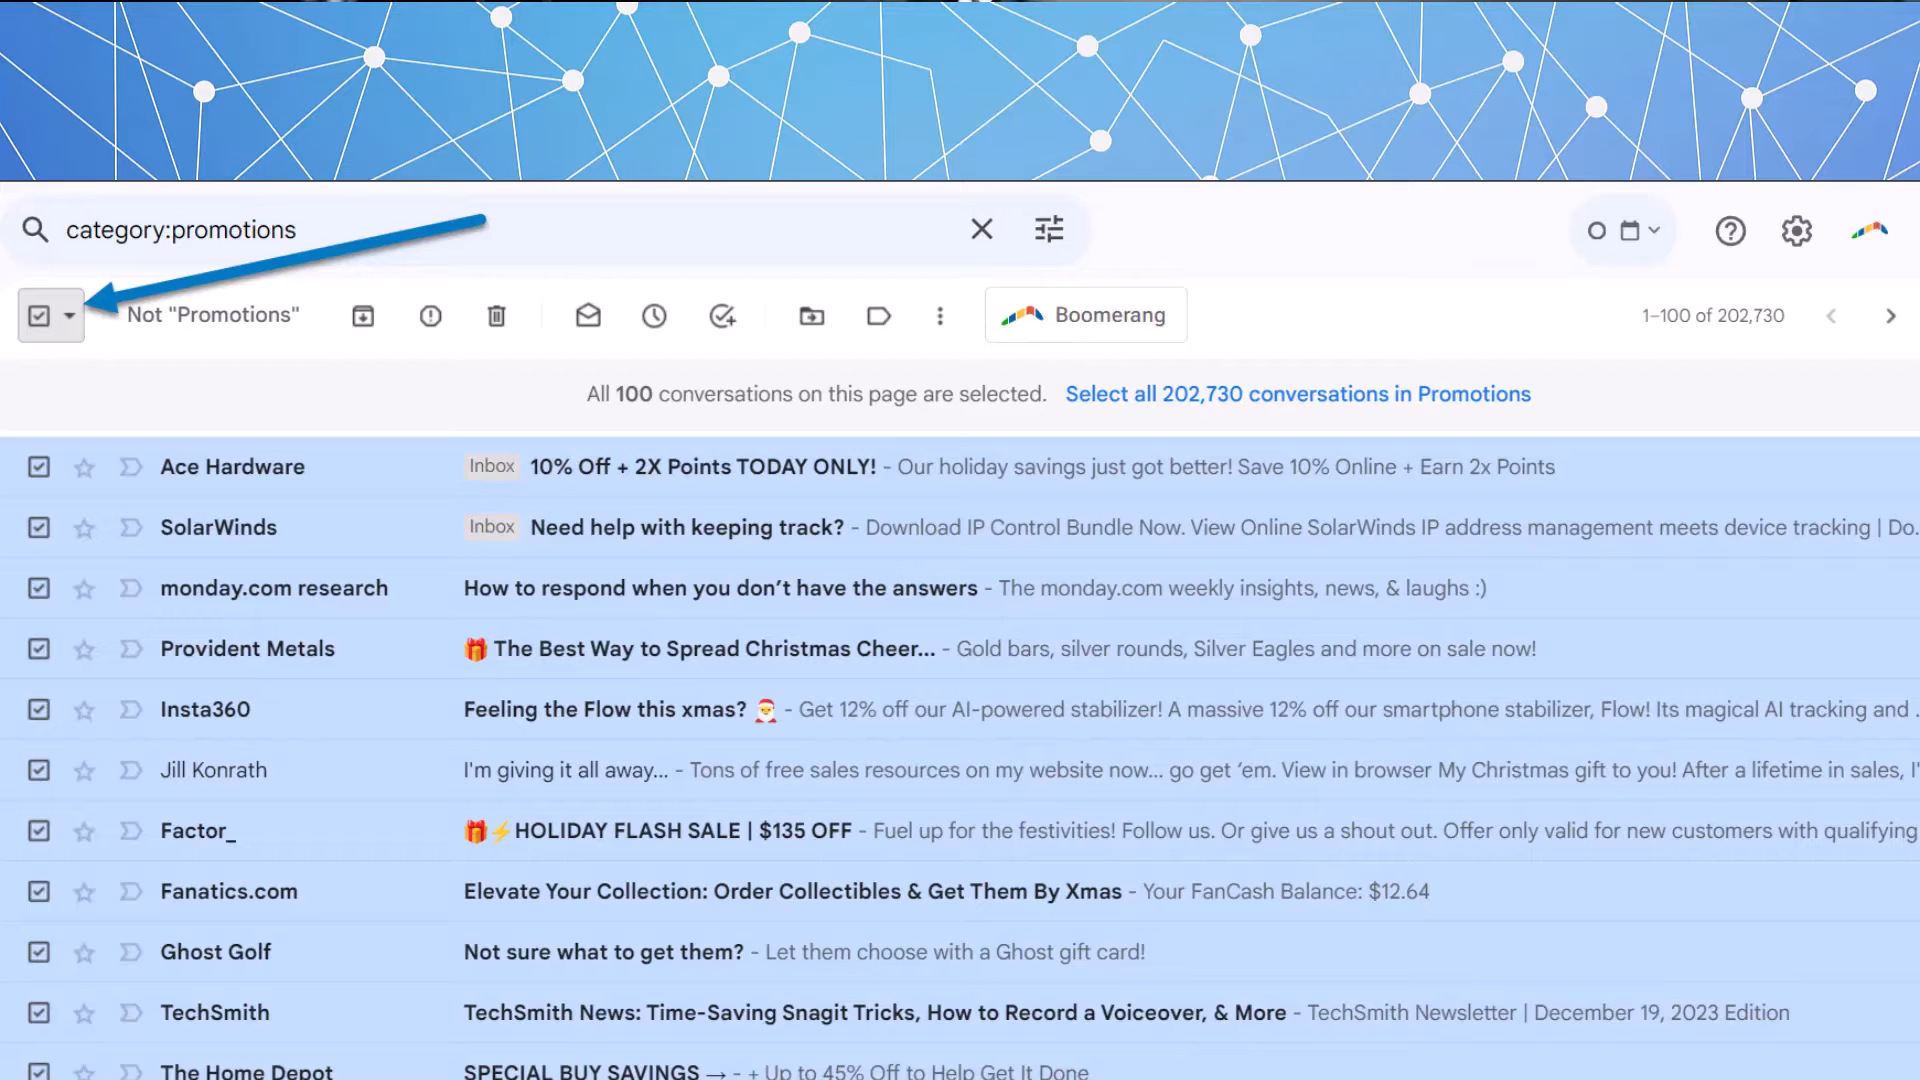 category:promotions
Not "Promotions"
Boomerang
1–100 of 202,730
All 100 conversations on this page are selected. Select all 202,730 conversations in Promotions
Ace Hardware Inbox 10% Off + 2X Points TODAY ONLY! - Our holiday savings just got better! Save 10% Online + Earn 2x Points
SolarWinds Inbox Need help with keeping track? - Download IP Control Bundle Now. View Online SolarWinds IP address management meets device tracking | Do.
monday.com research How to respond when you don’t have the answers - The monday.com weekly insights, news, & laughs :)
Provident Metals 🎁 The Best Way to Spread Christmas Cheer... - Gold bars, silver rounds, Silver Eagles and more on sale now!
Insta360 Feeling the Flow this xmas? 🎅 - Get 12% off our AI-powered stabilizer! A massive 12% off our smartphone stabilizer, Flow! Its magical AI tracking and .
Jill Konrath I'm giving it all away... - Tons of free sales resources on my website now... go get ‘em. View in browser My Christmas gift to you! After a lifetime in sales, I'
Factor_ 🎁⚡HOLIDAY FLASH SALE | $135 OFF - Fuel up for the festivities! Follow us. Or give us a shout out. Offer only valid for new customers with qualifying
Fanatics.com Elevate Your Collection: Order Collectibles & Get Them By Xmas - Your FanCash Balance: $12.64
Ghost Golf Not sure what to get them? - Let them choose with a Ghost gift card!
TechSmith TechSmith News: Time-Saving Snagit Tricks, How to Record a Voiceover, & More - TechSmith Newsletter | December 19, 2023 Edition
The Home Depot SPECIAL BUY SAVINGS → - + Up to 45% Off to Help Get It Done